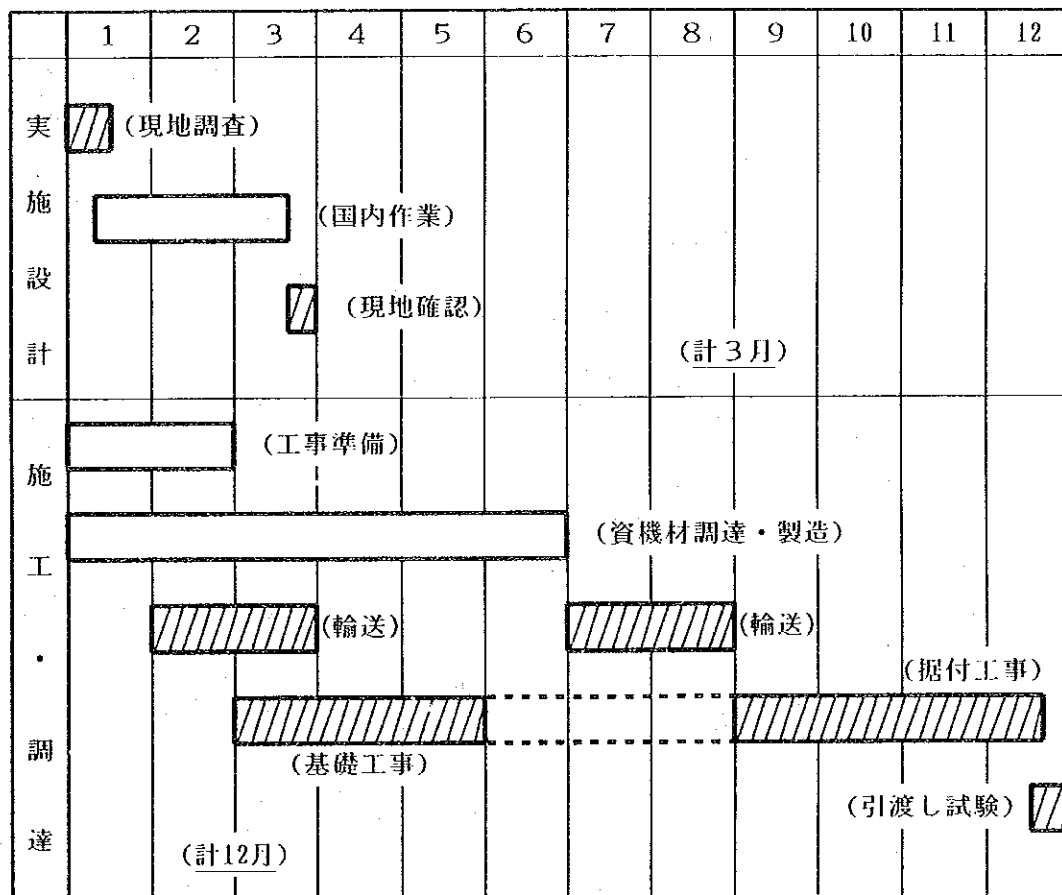 1 2 3 4 5 6 7 8 9 10 11 12
実施設計
(現地調査)
(国内作業)
(現地確認)
(計3月)
施工・調達
(工事準備)
(資機材調達・製造)
(輸送) (輸送)
(据付工事)
(基礎工事)
(引渡し試験)
(計12月)